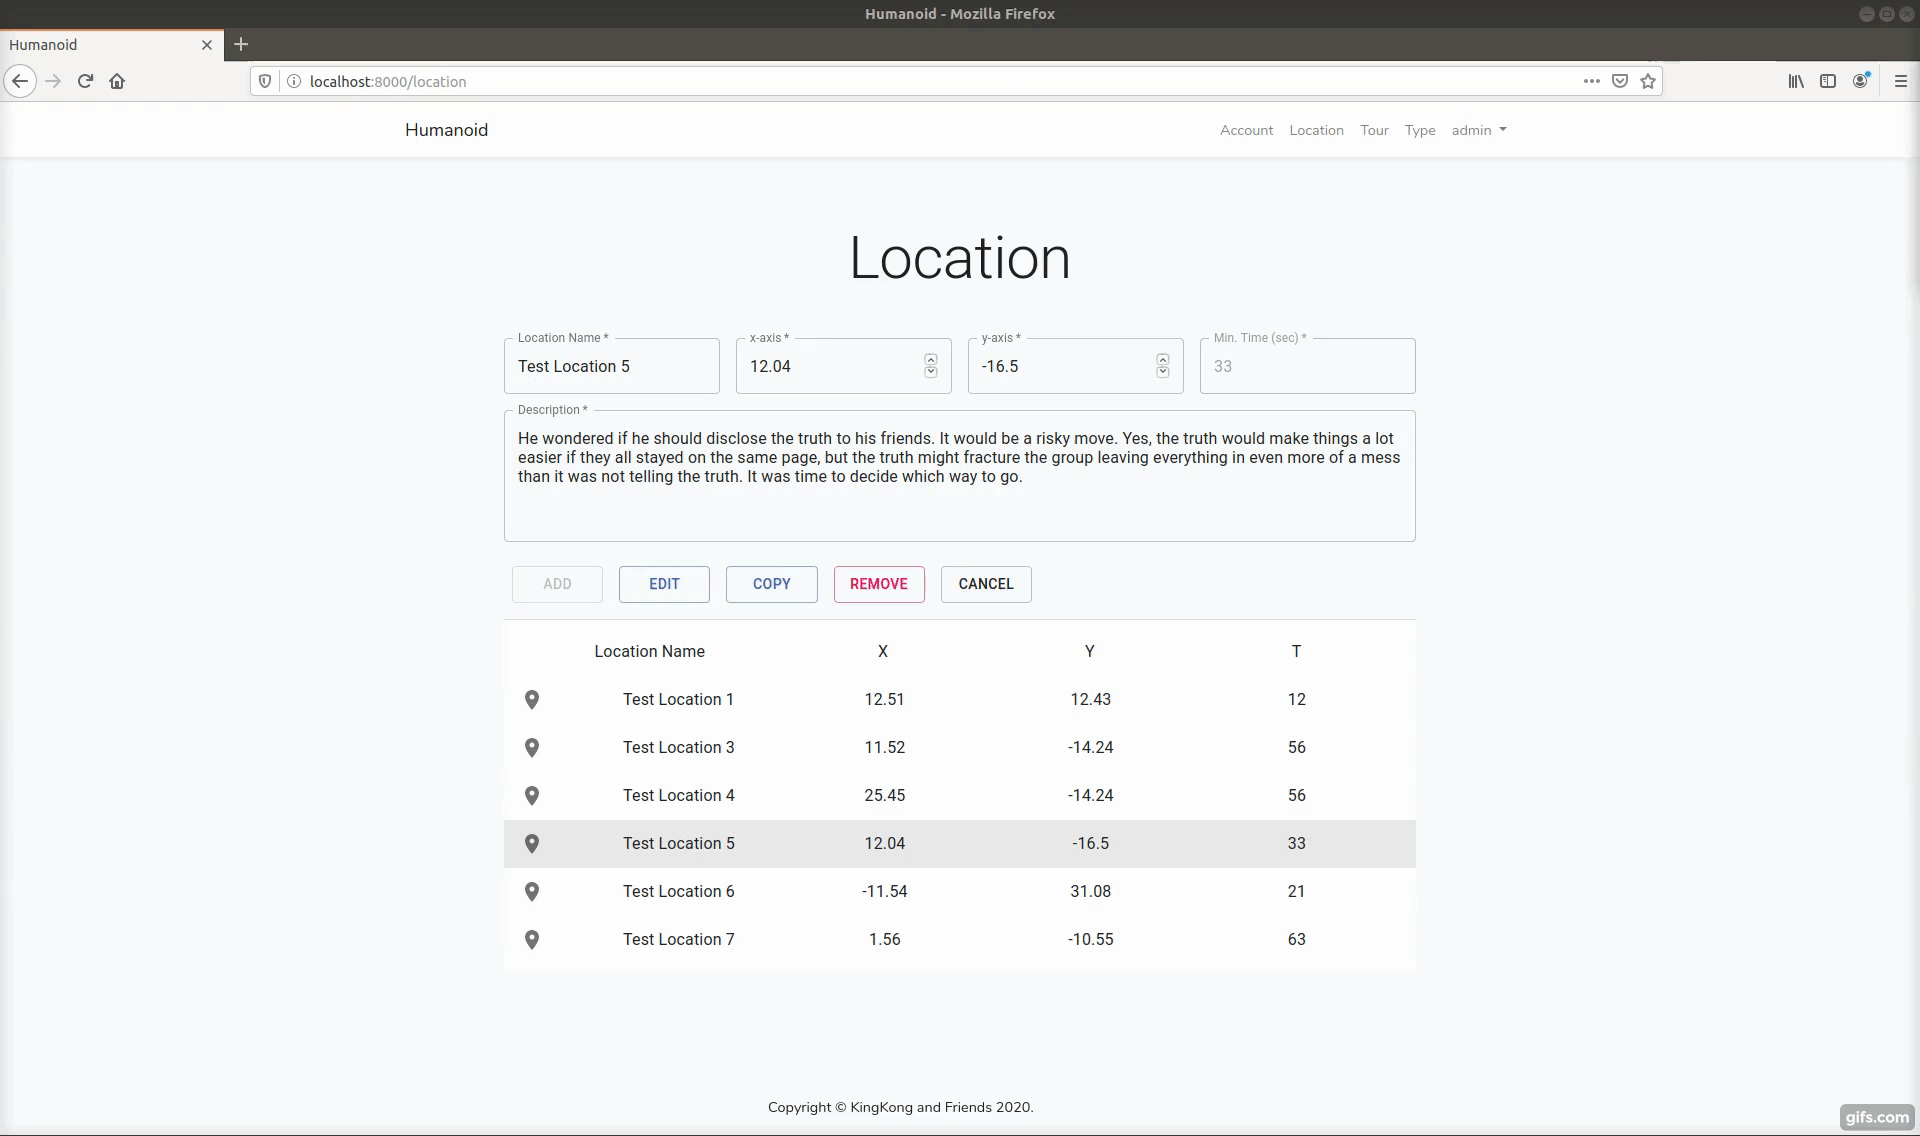 Humanoid - Mozilla Firefox
Humanoid
localhost:8000/location
Humanoid Account Location Tour Type admin
Location
Location Name * x-axis * y-axis * Min. Time (sec) *
Test Location 5 12.04 -16.5 33
Description *
He wondered if he should disclose the truth to his friends. It would be a risky move. Yes, the truth would make things a lot
easier if they all stayed on the same page, but the truth might fracture the group leaving everything in even more of a mess
than it was not telling the truth. It was time to decide which way to go.
ADD EDIT COPY REMOVE CANCEL
Location Name X Y T
Test Location 1 12.51 12.43 12
Test Location 3 11.52 -14.24 56
Test Location 4 25.45 -14.24 56
Test Location 5 12.04 -16.5 33
Test Location 6 -11.54 31.08 21
Test Location 7 1.56 -10.55 63
Copyright © KingKong and Friends 2020.
gifs.com